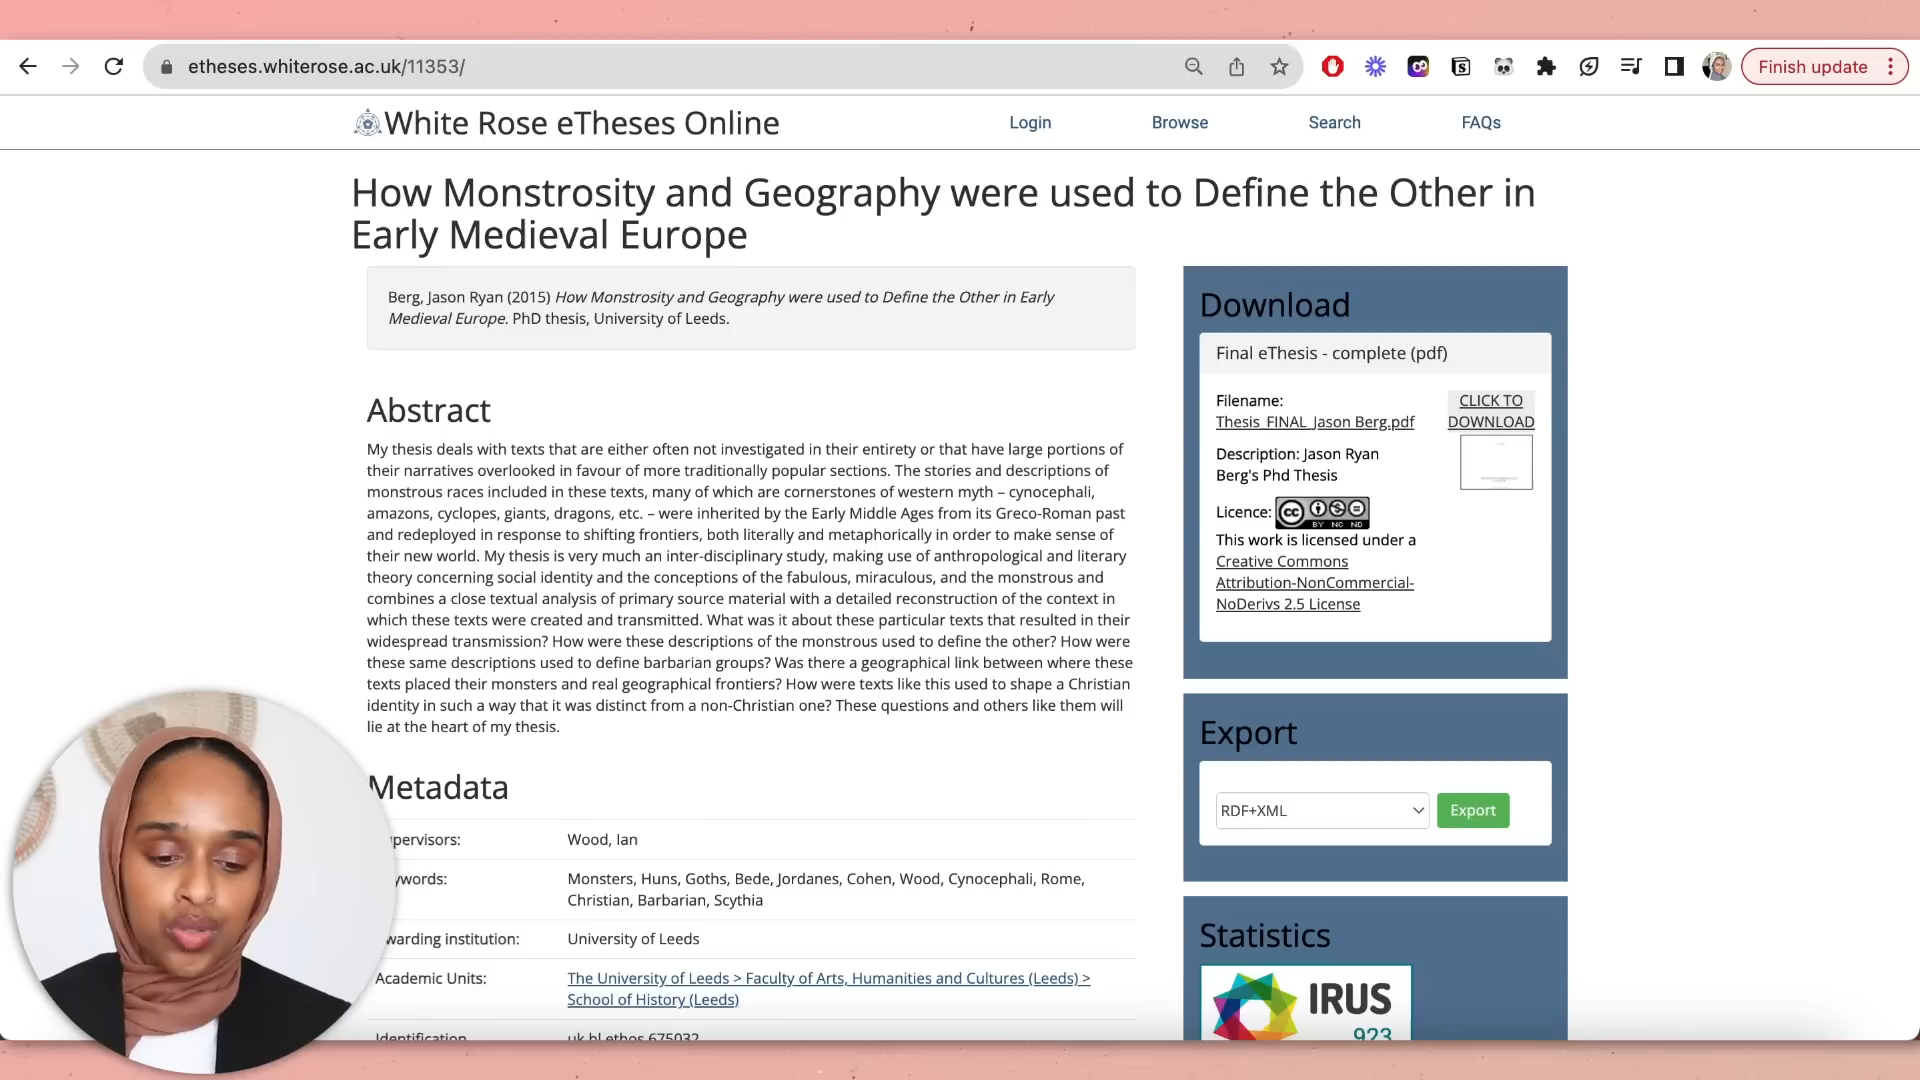 etheses.whiterose.ac.uk/11353/
Finish update
White Rose eTheses Online
Login
Browse
Search
FAQs
How Monstrosity and Geography were used to Define the Other in
Early Medieval Europe
Berg, Jason Ryan (2015) How Monstrosity and Geography were used to Define the Other in Early
Medieval Europe. PhD thesis, University of Leeds.
Abstract
My thesis deals with texts that are either often not investigated in their entirety or that have large portions of
their narratives overlooked in favour of more traditionally popular sections. The stories and descriptions of
monstrous races included in these texts, many of which are cornerstones of western myth – cynocephali,
amazons, cyclopes, giants, dragons, etc. – were inherited by the Early Middle Ages from its Greco-Roman past
and redeployed in response to shifting frontiers, both literally and metaphorically in order to make sense of
their new world. My thesis is very much an inter-disciplinary study, making use of anthropological and literary
theory concerning social identity and the conceptions of the fabulous, miraculous, and the monstrous and
combines a close textual analysis of primary source material with a detailed reconstruction of the context in
which these texts were created and transmitted. What was it about these particular texts that resulted in their
widespread transmission? How were these descriptions of the monstrous used to define the other? How were
these same descriptions used to define barbarian groups? Was there a geographical link between where these
texts placed their monsters and real geographical frontiers? How were texts like this used to shape a Christian
identity in such a way that it was distinct from a non-Christian one? These questions and others like them will
lie at the heart of my thesis.
Metadata
pervisors:
Wood, Ian
ywords:
Monsters, Huns, Goths, Bede, Jordanes, Cohen, Wood, Cynocephali, Rome,
Christian, Barbarian, Scythia
warding institution:
University of Leeds
Academic Units:
The University of Leeds > Faculty of Arts, Humanities and Cultures (Leeds) >
School of History (Leeds)
Identification
uk.bl.ethos.675032
Download
Final eThesis - complete (pdf)
Filename:
Thesis_FINAL_Jason Berg.pdf
CLICK TO
DOWNLOAD
Description: Jason Ryan
Berg's Phd Thesis
Licence:
cc
BY NC ND
This work is licensed under a
Creative Commons
Attribution-NonCommercial-
NoDerivs 2.5 License
Export
RDF+XML
Export
Statistics
IRUS
923